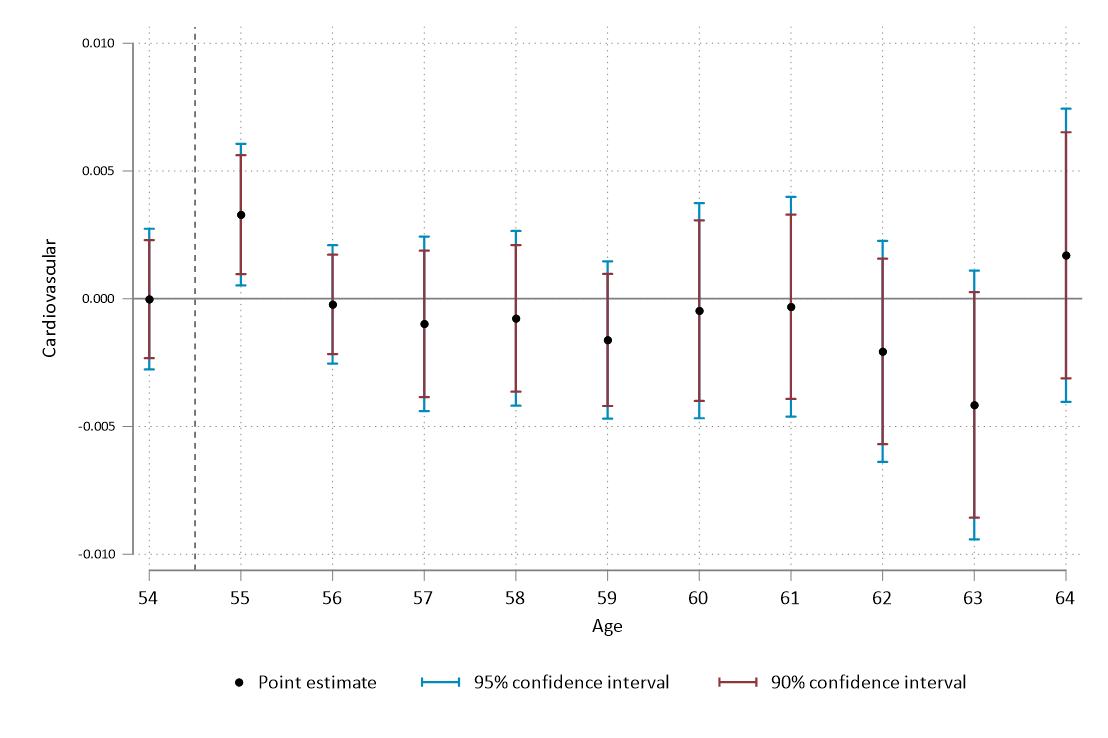 0.010
0.005
0.000
-0.005
-0.010
Cardiovascular
54 55 56 57 58 59 60 61 62 63 64
Age
Point estimate 95% confidence interval 90% confidence interval